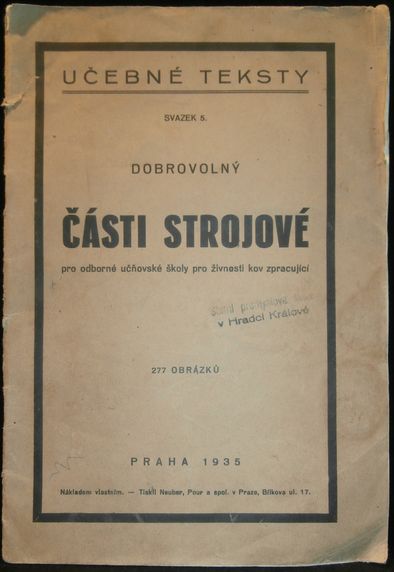 UČEBNÉ TEKSTY
SVAZEK 5.
DOBROVOLNÝ
ČÁSTI STROJOVÉ
pro odborné učňovské školy pro živnosti kov zpracující
v Hradci Králové
277 OBRÁZKŮ
PRAHA 1935
Nákladem vlastním. — Tiskli Neuber, Pour a spol. v Praze, Bílkova ul. 17.